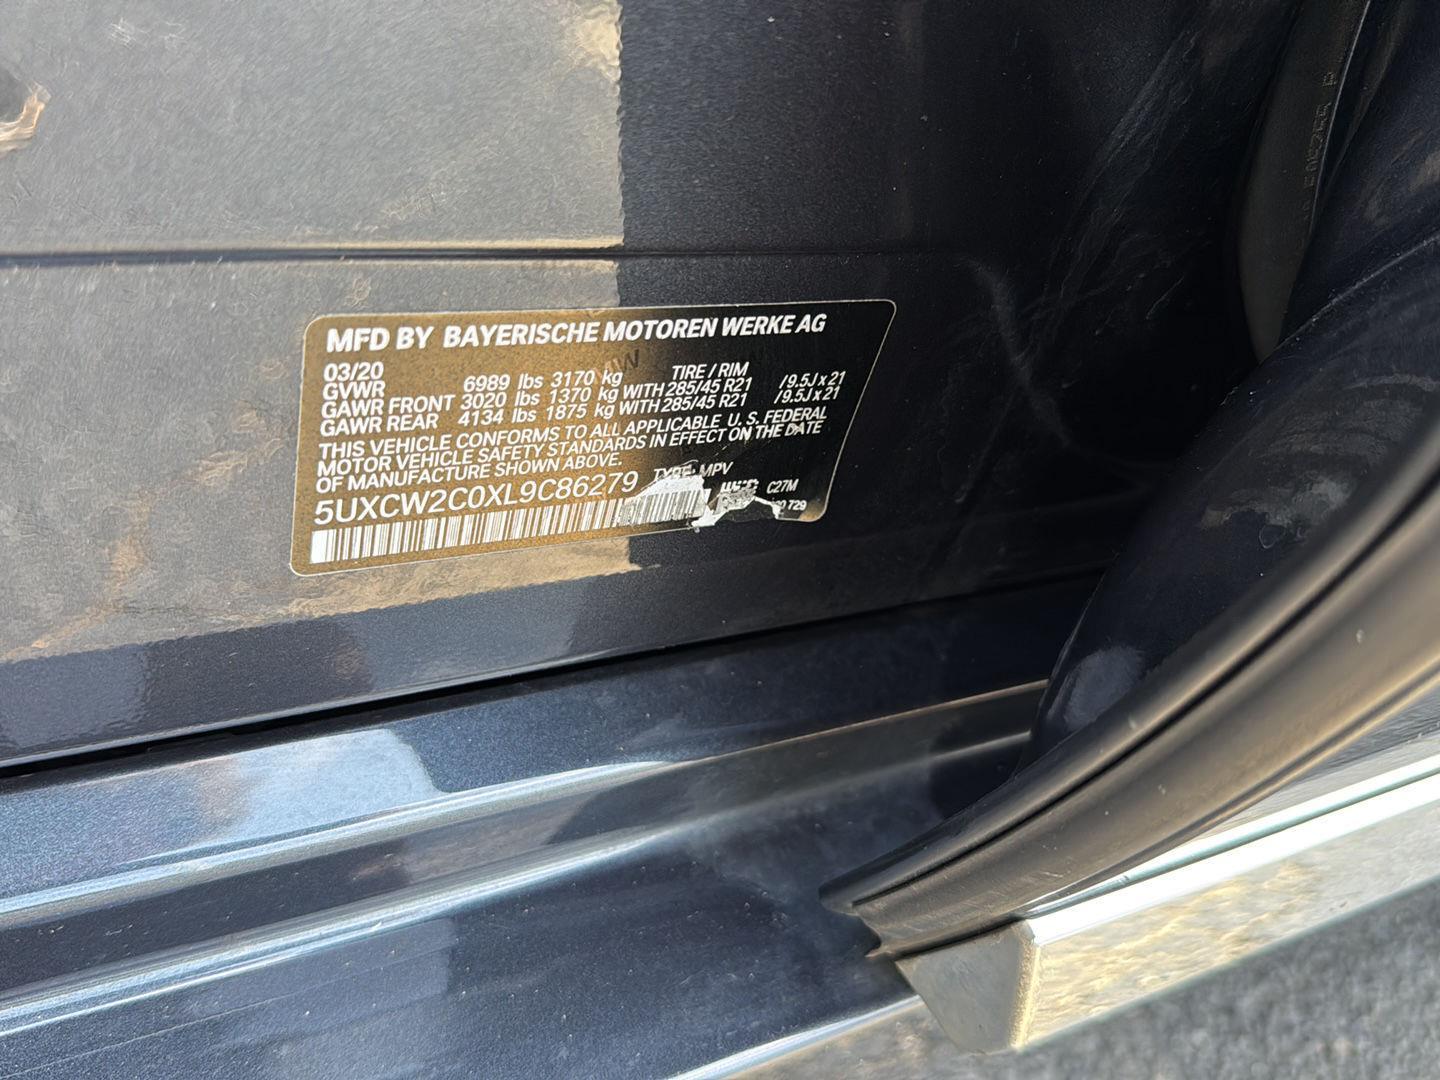 MFD BY BAYERISCHE MOTOREN WERKE AG
03/20 TIRE / RIM
GVWR 6989 lbs 3170 kg
GAWR FRONT 3020 lbs 1370 kg WITH 285/45 R21 /9.5J x 21
GAWR REAR 4134 lbs 1875 kg WITH 285/45 R21 /9.5J x 21
THIS VEHICLE CONFORMS TO ALL APPLICABLE U. S. FEDERAL
MOTOR VEHICLE SAFETY STANDARDS IN EFFECT ON THE DATE
OF MANUFACTURE SHOWN ABOVE.
5UXCW2C0XL9C86279 TYPE: MPV
C27M
729